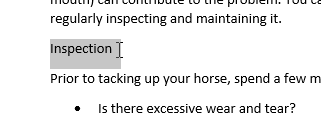 mouth) can contribute to the problem. You ca
regularly inspecting and maintaining it.
Inspection
Prior to tacking up your horse, spend a few m
• Is there excessive wear and tear?